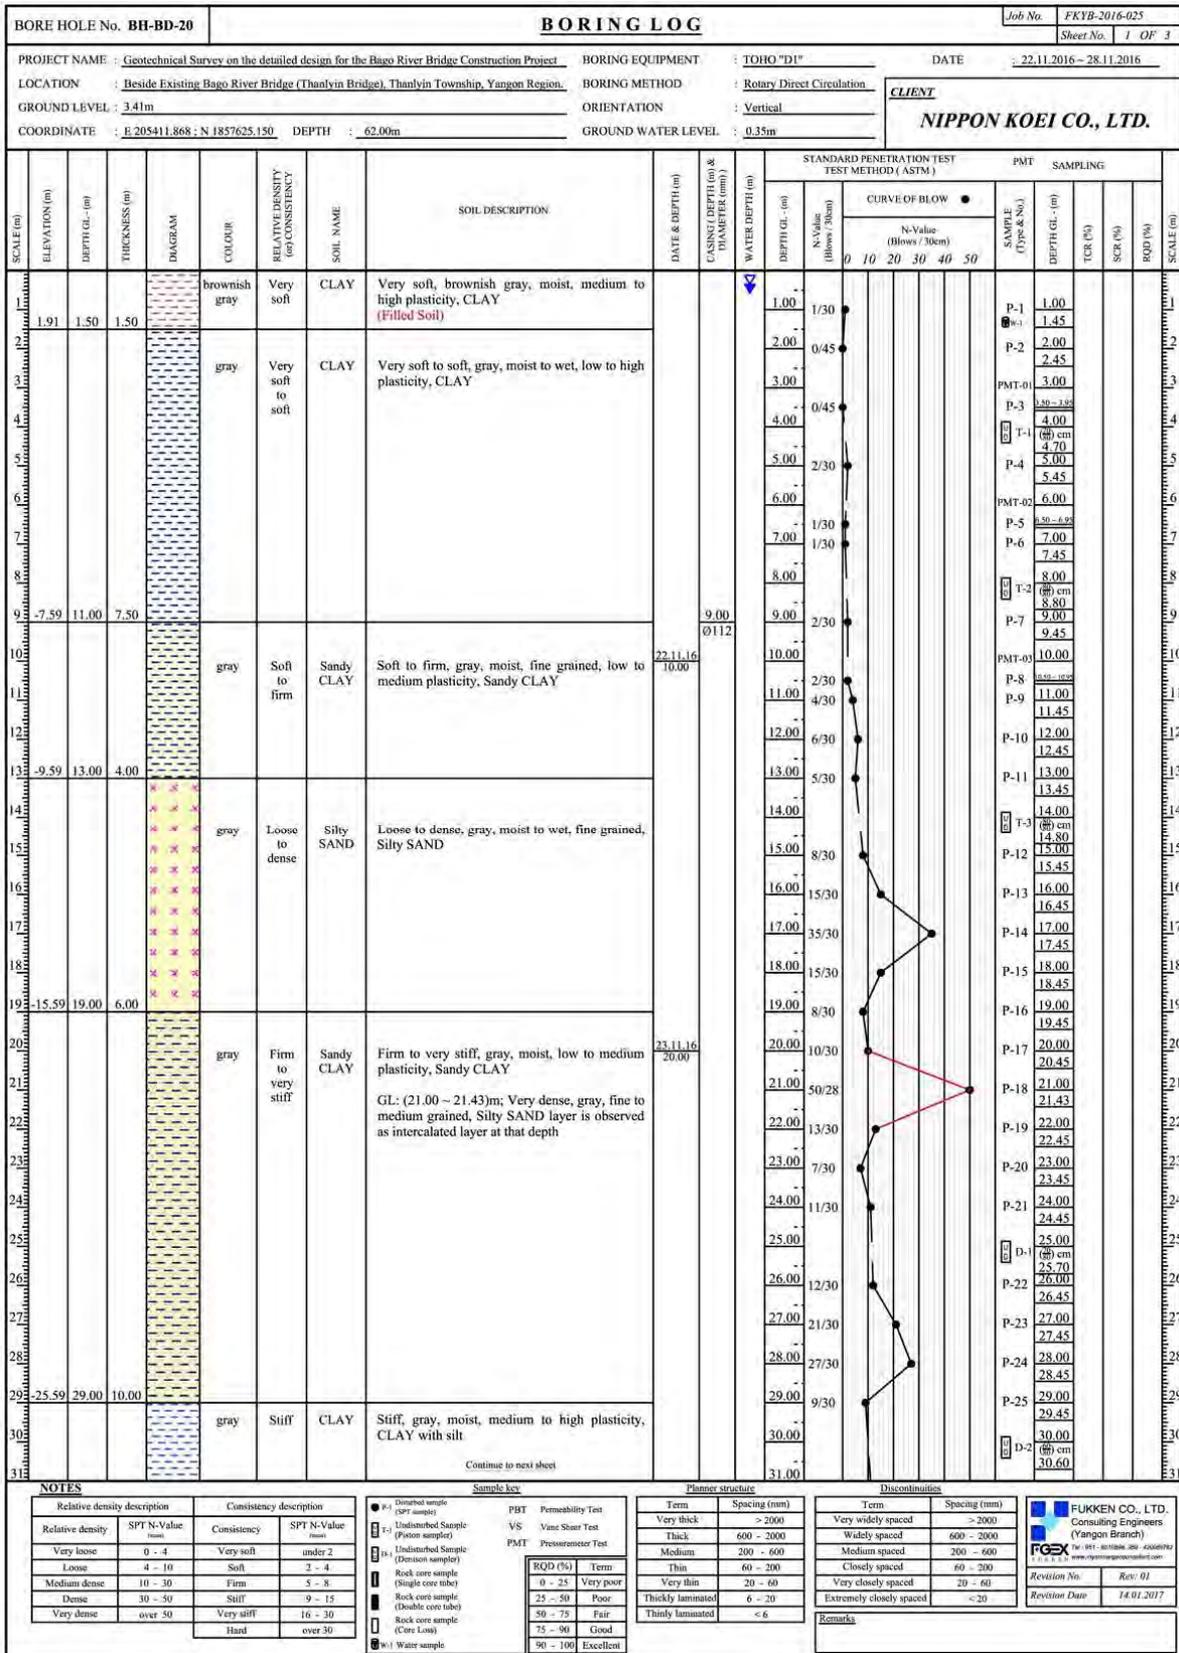 BORE HOLE No. BH-BD-20
BORING LOG
Job No. FKYB-2016-025
Sheet No. 1 OF 3
PROJECT NAME : Geotechnical Survey on the detailed design for the Bago River Bridge Construction Project
BORING EQUIPMENT : TOHO "D1"
DATE : 22.11.2016 ~ 28.11.2016
LOCATION : Beside Existing Bago River Bridge (Thanlyin Bridge), Thanlyin Township, Yangon Region.
BORING METHOD : Rotary Direct Circulation
GROUND LEVEL : 3.41m
ORIENTATION : Vertical
COORDINATE : E 205411.868 ; N 1857625.150 DEPTH : 62.00m
GROUND WATER LEVEL : 0.35m
CLIENT
NIPPON KOEI CO., LTD.
SCALE (m)
ELEVATION (m)
DEPTH GL - (m)
THICKNESS (m)
DIAGRAM
COLOUR
RELATIVE DENSITY (or) CONSISTENCY
SOIL NAME
SOIL DESCRIPTION
DATE & DEPTH (m)
CASING ( DEPTH (m) & DIAMETER (mm) )
WATER DEPTH (m)
STANDARD PENETRATION TEST
TEST METHOD ( ASTM )
DEPTH GL - (m)
N-Value (Blows / 30cm)
CURVE OF BLOW
N-Value
(Blows / 30cm)
0 10 20 30 40 50
PMT SAMPLING
SAMPLE (Type & No.)
DEPTH GL - (m)
TCR (%)
SCR (%)
RQD (%)
SCALE (m)
1.91 1.50 1.50
brownish gray
Very soft
CLAY
Very soft, brownish gray, moist, medium to
high plasticity, CLAY
(Filled Soil)
-7.59 11.00 7.50
gray
Very soft to soft
CLAY
Very soft to soft, gray, moist to wet, low to high
plasticity, CLAY
-9.59 13.00 4.00
gray
Soft to firm
Sandy CLAY
Soft to firm, gray, moist, fine grained, low to
medium plasticity, Sandy CLAY
-15.59 19.00 6.00
gray
Loose to dense
Silty SAND
Loose to dense, gray, moist to wet, fine grained,
Silty SAND
-25.59 29.00 10.00
gray
Firm to very stiff
Sandy CLAY
Firm to very stiff, gray, moist, low to medium
plasticity, Sandy CLAY
GL: (21.00 ~ 21.43)m; Very dense, gray, fine to
medium grained, Silty SAND layer is observed
as intercalated layer at that depth
gray
Stiff
CLAY
Stiff, gray, moist, medium to high plasticity,
CLAY with silt
Continue to next sheet
22.11.16
10.00
23.11.16
20.00
9.00
Ø112
1.00 1/30 P-1 1.00
W-1 1.45
2.00 0/45 P-2 2.00
2.45
3.00 PMT-01 3.00
0/45 P-3 3.50 ~ 3.95
4.00 T-1 4.00
cm
4.70
5.00 2/30 P-4 5.00
5.45
6.00 PMT-02 6.00
1/30 P-5 6.50 ~ 6.95
7.00 1/30 P-6 7.00
7.45
8.00 T-2 8.00
cm
8.80
9.00 2/30 P-7 9.00
9.45
10.00 PMT-03 10.00
2/30 P-8 10.50 ~ 10.95
11.00 4/30 P-9 11.00
11.45
12.00 6/30 P-10 12.00
12.45
13.00 5/30 P-11 13.00
13.45
14.00 T-3 14.00
cm
14.80
15.00 8/30 P-12 15.00
15.45
16.00 15/30 P-13 16.00
16.45
17.00 35/30 P-14 17.00
17.45
18.00 15/30 P-15 18.00
18.45
19.00 8/30 P-16 19.00
19.45
20.00 10/30 P-17 20.00
20.45
21.00 50/28 P-18 21.00
21.43
22.00 13/30 P-19 22.00
22.45
23.00 7/30 P-20 23.00
23.45
24.00 11/30 P-21 24.00
24.45
25.00 D-1 25.00
cm
25.70
26.00 12/30 P-22 26.00
26.45
27.00 21/30 P-23 27.00
27.45
28.00 27/30 P-24 28.00
28.45
29.00 9/30 P-25 29.00
29.45
30.00 D-2 30.00
cm
30.60
31.00
NOTES
Relative density description
Relative density SPT N-Value
Very loose 0 - 4
Loose 4 - 10
Medium dense 10 - 30
Dense 30 - 50
Very dense over 50
Consistency description
Consistency SPT N-Value
Very soft under 2
Soft 2 - 4
Firm 5 - 8
Stiff 9 - 15
Very stiff 16 - 30
Hard over 30
Sample key
P-1 Disturbed sample (SPT sample)
T-1 Undisturbed Sample (Piston sampler)
D-1 Undisturbed Sample (Denison sampler)
Rock core sample (Single core tube)
Rock core sample (Double core tube)
Rock core sample (Core Loss)
W-1 Water sample
PBT Permeability Test
VS Vane Shear Test
PMT Pressuremeter Test
RQD (%) Term
0 - 25 Very poor
25 - 50 Poor
50 - 75 Fair
75 - 90 Good
90 - 100 Excellent
Planner structure
Term Spacing (mm)
Very thick > 2000
Thick 600 - 2000
Medium 200 - 600
Thin 60 - 200
Very thin 20 - 60
Thickly laminated 6 - 20
Thinly laminated < 6
Discontinuities
Term Spacing (mm)
Very widely spaced > 2000
Widely spaced 600 - 2000
Medium spaced 200 - 600
Closely spaced 60 - 200
Very closely spaced 20 - 60
Extremely closely spaced < 20
Remarks
FUKKEN CO., LTD.
Consulting Engineers
(Yangon Branch)
FGEX
FUKKEN
Revision No. Rev: 01
Revision Date 14.01.2017